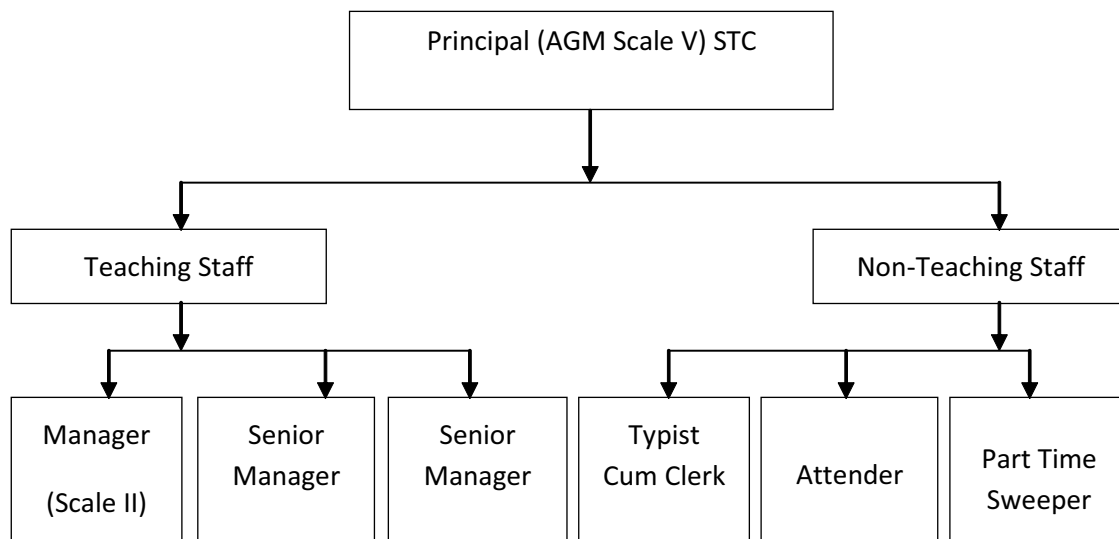 Principal (AGM Scale V) STC
Teaching Staff
Non-Teaching Staff
Manager
(Scale II)
Senior
Manager
Senior
Manager
Typist
Cum Clerk
Attender
Part Time
Sweeper